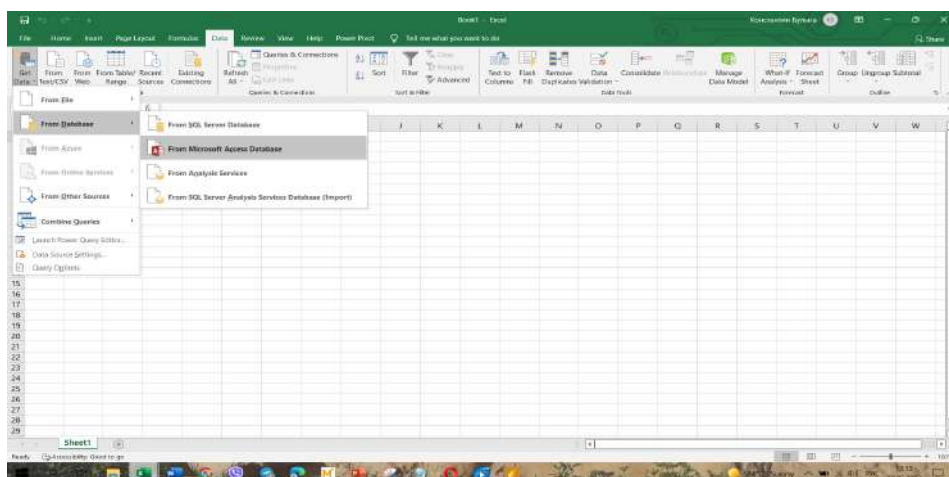 Book1 - Excel
File Home Insert Page Layout Formulas Data Review View Help Power Pivot Tell me what you want to do
Share
Get Data From Text/CSV From Web From Table/Range Recent Sources Existing Connections
Refresh All Queries & Connections Properties Edit Links
Queries & Connections
Sort Filter Clear Reapply Advanced
Sort & Filter
Text to Columns Flash Fill Remove Duplicates Data Validation Consolidate Relationships Manage Data Model
Data Tools
What-If Analysis Forecast Sheet
Forecast
Group Ungroup Subtotal
Outline
From File
From Database
From Azure
From Online Services
From Other Sources
Combine Queries
Launch Power Query Editor...
Data Source Settings...
Query Options
From SQL Server Database
From Microsoft Access Database
From Analysis Services
From SQL Server Analysis Services Database (Import)
J K L M N O P Q R S T U V W
15
16
17
18
19
20
21
22
23
24
25
26
27
28
29
Sheet1
Ready Accessibility: Good to go